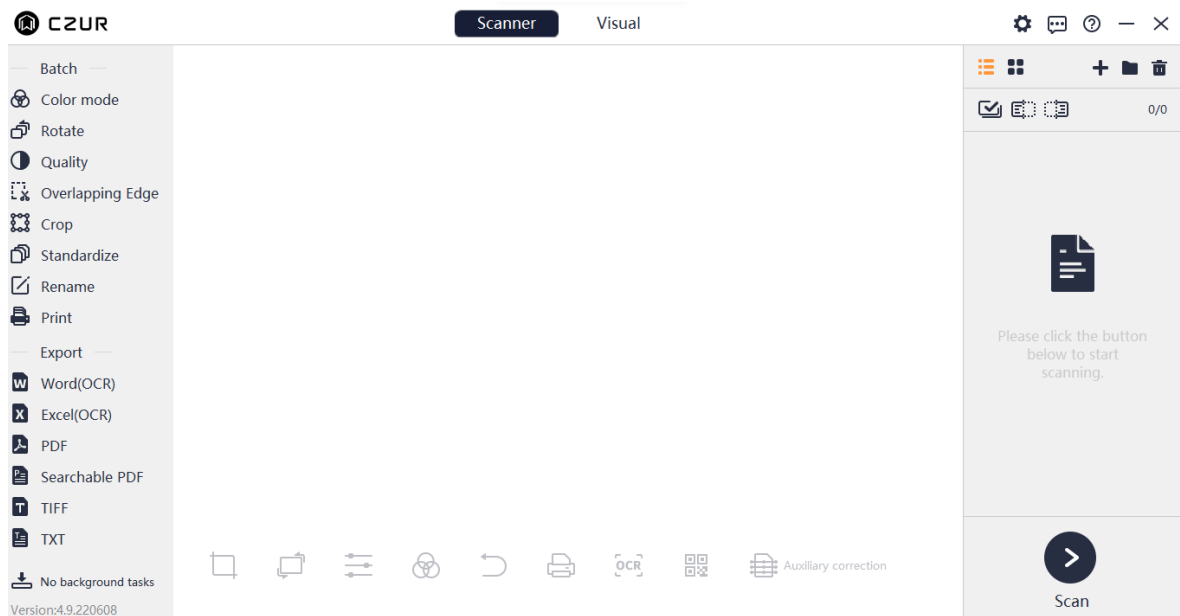 CZUR
Scanner
Visual
Batch
Color mode
Rotate
Quality
Overlapping Edge
Crop
Standardize
Rename
Print
Export
Word(OCR)
Excel(OCR)
PDF
Searchable PDF
TIFF
TXT
No background tasks
Version:4.9.220608
OCR
Auxiliary correction
0/0
Please click the button
below to start
scanning.
Scan